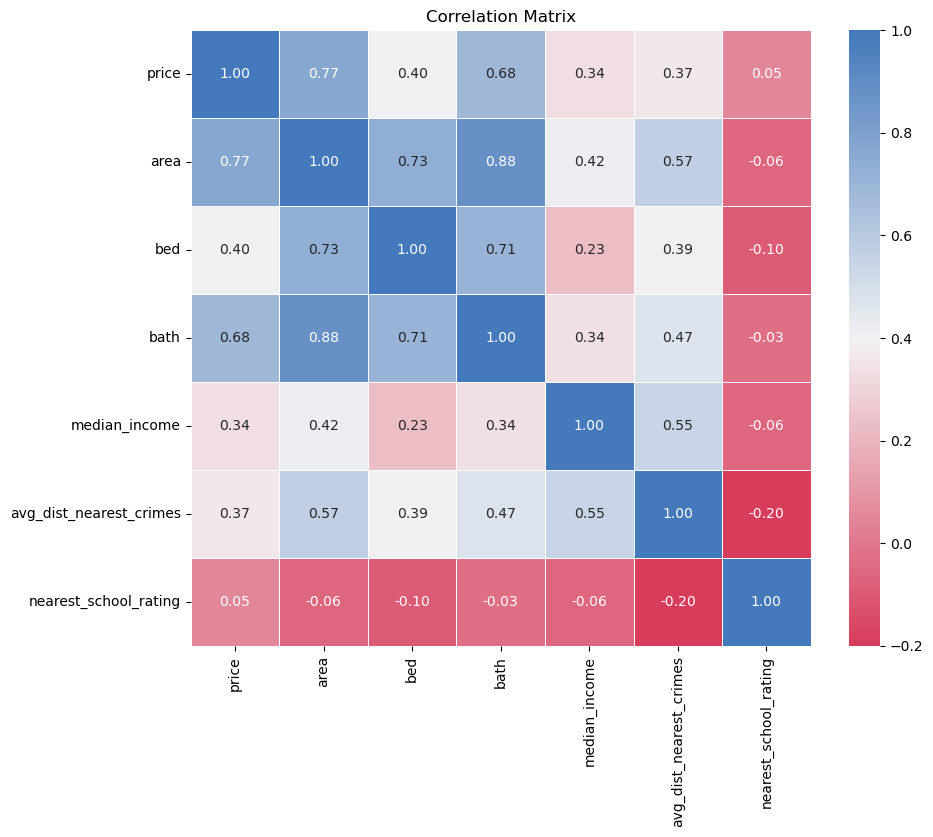 Correlation Matrix
price 1.00 0.77 0.40 0.68 0.34 0.37 0.05
area 0.77 1.00 0.73 0.88 0.42 0.57 -0.06
bed 0.40 0.73 1.00 0.71 0.23 0.39 -0.10
bath 0.68 0.88 0.71 1.00 0.34 0.47 -0.03
median_income 0.34 0.42 0.23 0.34 1.00 0.55 -0.06
avg_dist_nearest_crimes 0.37 0.57 0.39 0.47 0.55 1.00 -0.20
nearest_school_rating 0.05 -0.06 -0.10 -0.03 -0.06 -0.20 1.00
price
area
bed
bath
median_income
avg_dist_nearest_crimes
nearest_school_rating
1.0
0.8
0.6
0.4
0.2
0.0
−0.2